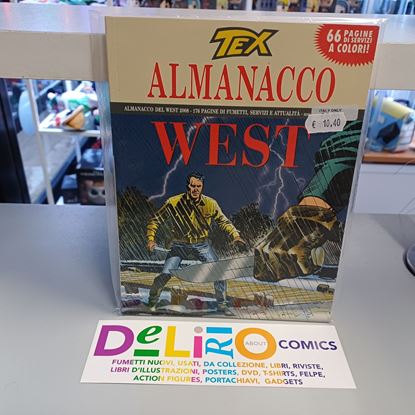 TEX
66 PAGINE
DI SERVIZI
A COLORI!
ALMANACCO
ALMANACCO DEL WEST 2008 - 176 PAGINE DI FUMETTI, SERVIZI E ATTUALITÀ
ITALY ONLY
€ 10.40
WEST
DeLiRiO ABOUT COMICS
FUMETTI NUOVI, USATI, DA COLLEZIONE, LIBRI, RIVISTE,
LIBRI D'ILLUSTRAZIONI, POSTERS, DVD, T-SHIRTS, FELPE,
ACTION FIGURES, PORTACHIAVI, GADGETS